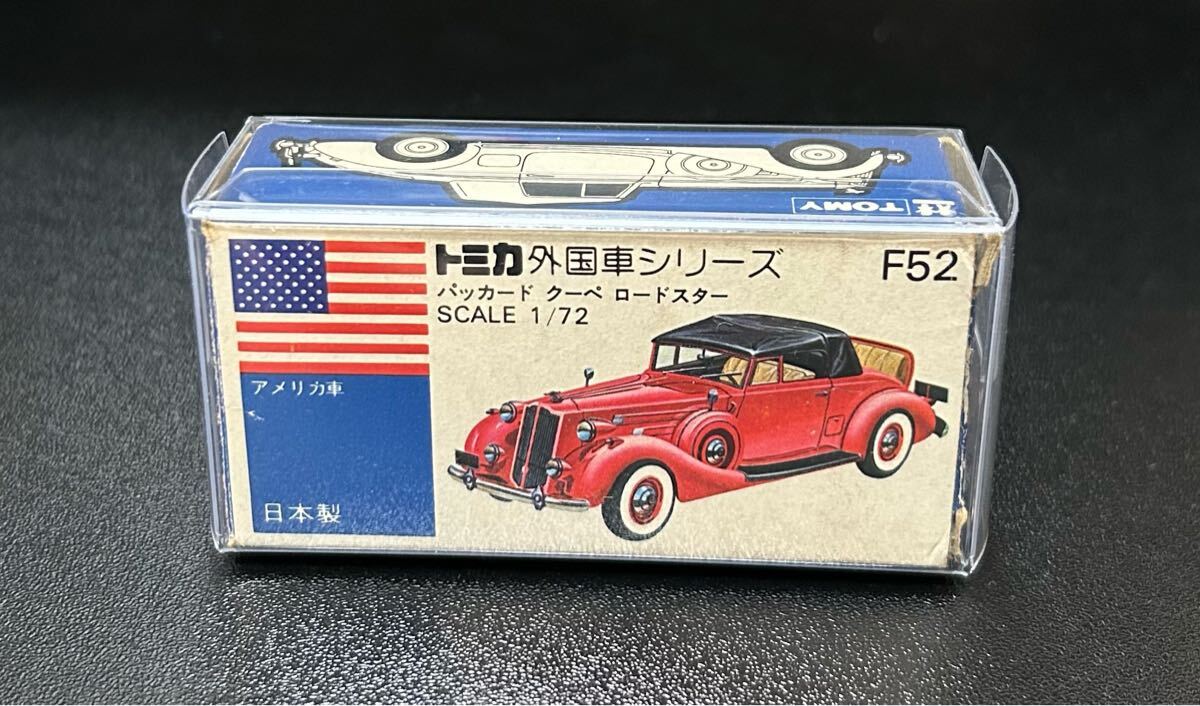 TOMY
トミカ外国車シリーズ
F52
パッカード クーペ ロードスター
SCALE 1/72
アメリカ車
日本製